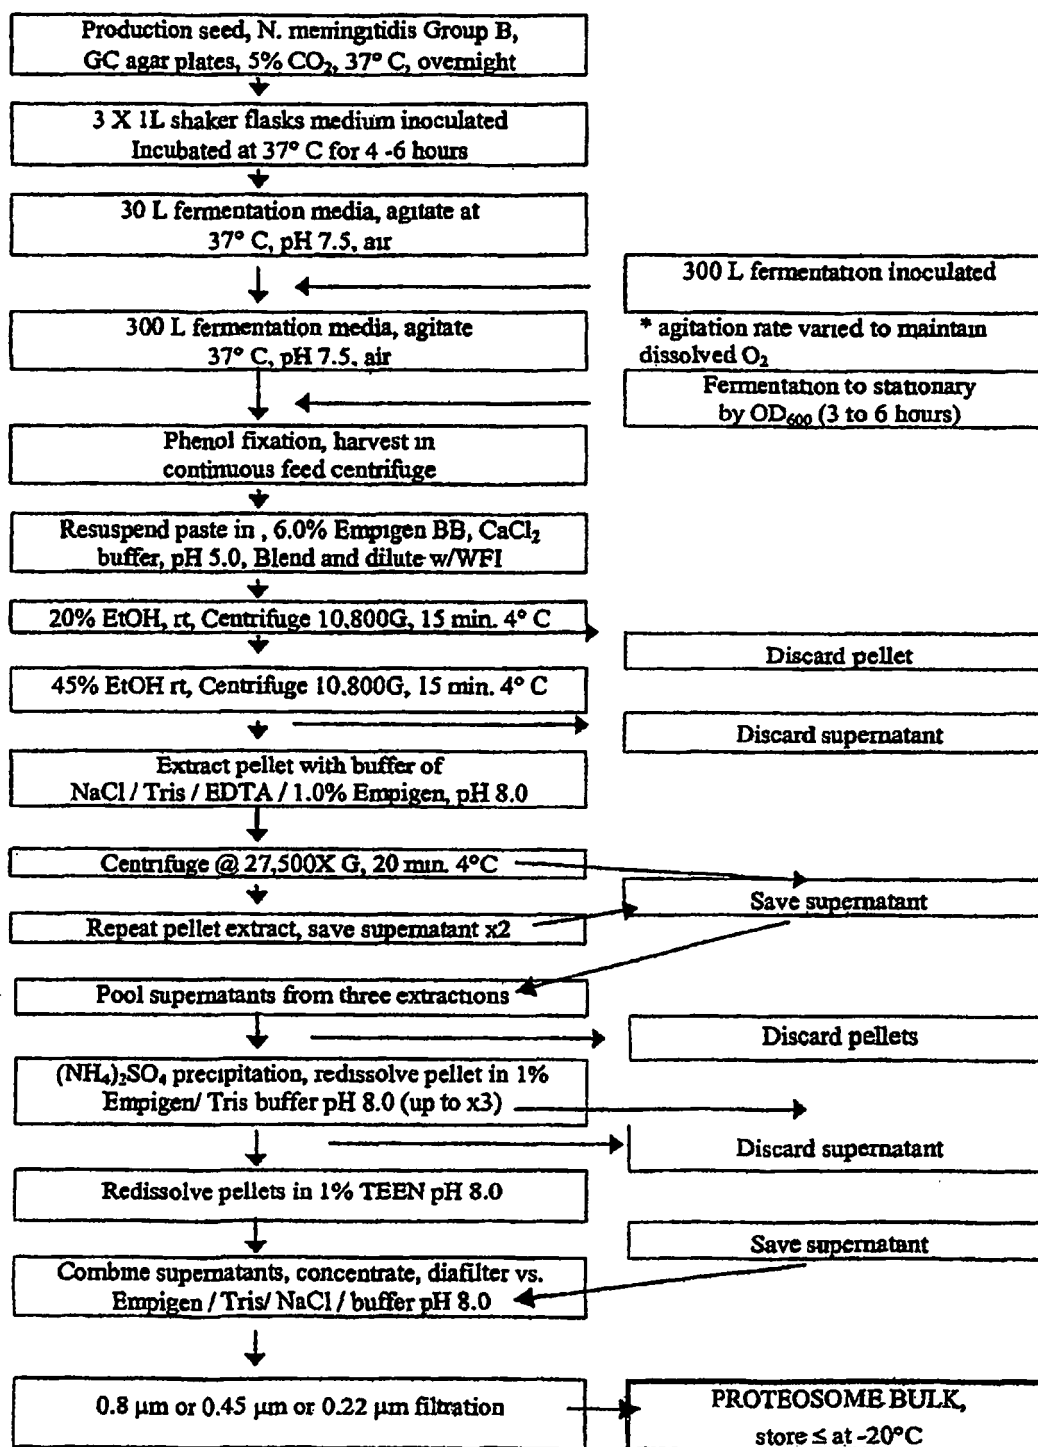 Production seed, N. meningitidis Group B,
GC agar plates, 5% CO₂, 37° C, overnight
3 X 1L shaker flasks medium inoculated
Incubated at 37° C for 4 -6 hours
30 L fermentation media, agitate at
37° C, pH 7.5, air
300 L fermentation inoculated
300 L fermentation media, agitate
37° C, pH 7.5, air
* agitation rate varied to maintain
dissolved O₂
Fermentation to stationary
by OD₆₀₀ (3 to 6 hours)
Phenol fixation, harvest in
continuous feed centrifuge
Resuspend paste in , 6.0% Empigen BB, CaCl₂
buffer, pH 5.0, Blend and dilute w/WFI
20% EtOH, rt, Centrifuge 10,800G, 15 min. 4° C
Discard pellet
45% EtOH rt, Centrifuge 10,800G, 15 min. 4° C
Discard supernatant
Extract pellet with buffer of
NaCl / Tris / EDTA / 1.0% Empigen, pH 8.0
Centrifuge @ 27,500X G, 20 min. 4°C
Save supernatant
Repeat pellet extract, save supernatant x2
Pool supernatants from three extractions
Discard pellets
(NH₄)₂SO₄ precipitation, redissolve pellet in 1%
Empigen/ Tris buffer pH 8.0 (up to x3)
Discard supernatant
Redissolve pellets in 1% TEEN pH 8.0
Save supernatant
Combine supernatants, concentrate, diafilter vs.
Empigen / Tris/ NaCl / buffer pH 8.0
0.8 µm or 0.45 µm or 0.22 µm filtration
PROTEOSOME BULK,
store ≤ at -20°C